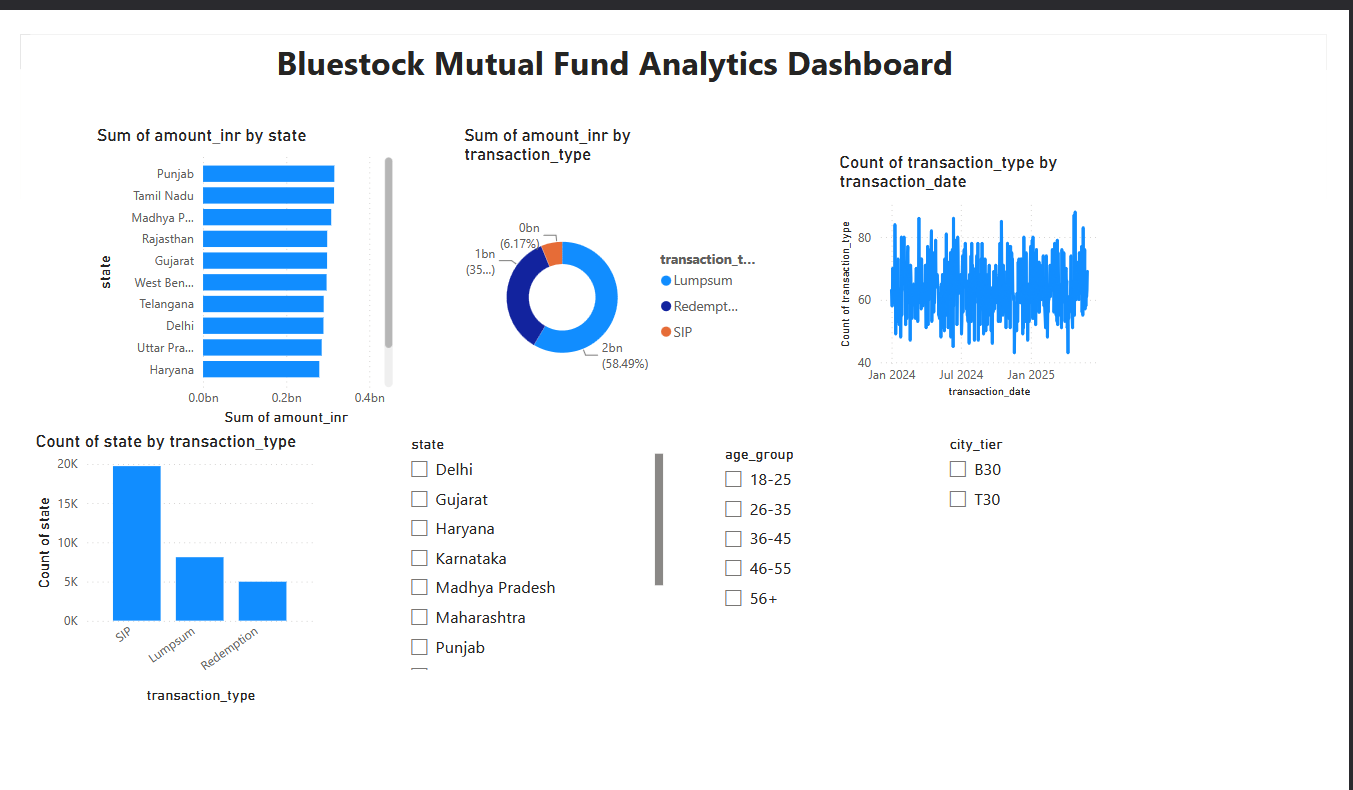 Bluestock Mutual Fund Analytics Dashboard
Sum of amount_inr by state
state
Punjab
Tamil Nadu
Madhya P...
Rajasthan
Gujarat
West Ben...
Telangana
Delhi
Uttar Pra...
Haryana
0.0bn 0.2bn 0.4bn
Sum of amount_inr
Sum of amount_inr by
transaction_type
0bn
(6.17%)
1bn
(35...)
2bn
(58.49%)
transaction_t...
Lumpsum
Redempt...
SIP
Count of transaction_type by
transaction_date
Count of transaction_type
80
60
40
Jan 2024 Jul 2024 Jan 2025
transaction_date
Count of state by transaction_type
Count of state
20K
15K
10K
5K
0K
SIP
Lumpsum
Redemption
transaction_type
state
Delhi
Gujarat
Haryana
Karnataka
Madhya Pradesh
Maharashtra
Punjab
age_group
18-25
26-35
36-45
46-55
56+
city_tier
B30
T30